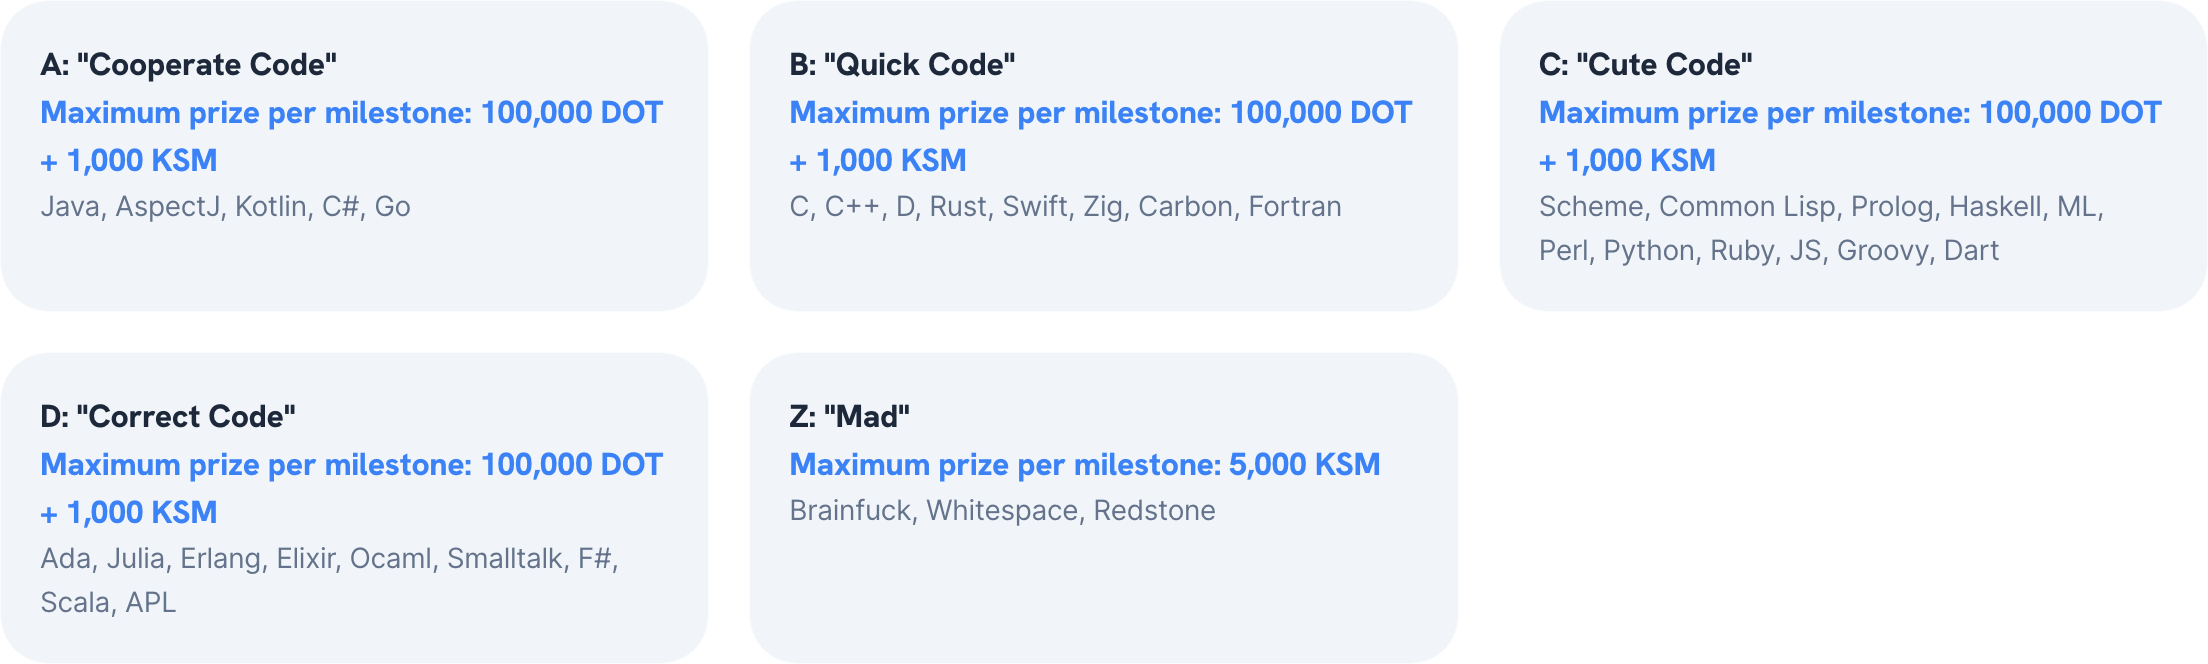 A: "Cooperate Code"
Maximum prize per milestone: 100,000 DOT
+ 1,000 KSM
Java, AspectJ, Kotlin, C#, Go
B: "Quick Code"
Maximum prize per milestone: 100,000 DOT
+ 1,000 KSM
C, C++, D, Rust, Swift, Zig, Carbon, Fortran
C: "Cute Code"
Maximum prize per milestone: 100,000 DOT
+ 1,000 KSM
Scheme, Common Lisp, Prolog, Haskell, ML,
Perl, Python, Ruby, JS, Groovy, Dart
D: "Correct Code"
Maximum prize per milestone: 100,000 DOT
+ 1,000 KSM
Ada, Julia, Erlang, Elixir, Ocaml, Smalltalk, F#,
Scala, APL
Z: "Mad"
Maximum prize per milestone: 5,000 KSM
Brainfuck, Whitespace, Redstone